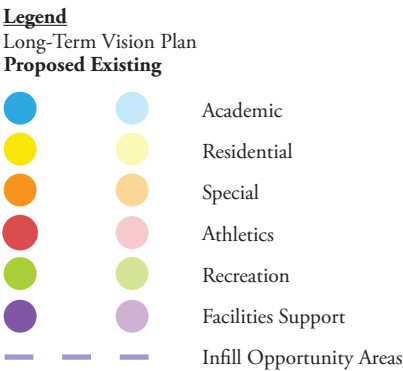 Legend
Long-Term Vision Plan
Proposed Existing
Academic
Residential
Special
Athletics
Recreation
Facilities Support
Infill Opportunity Areas